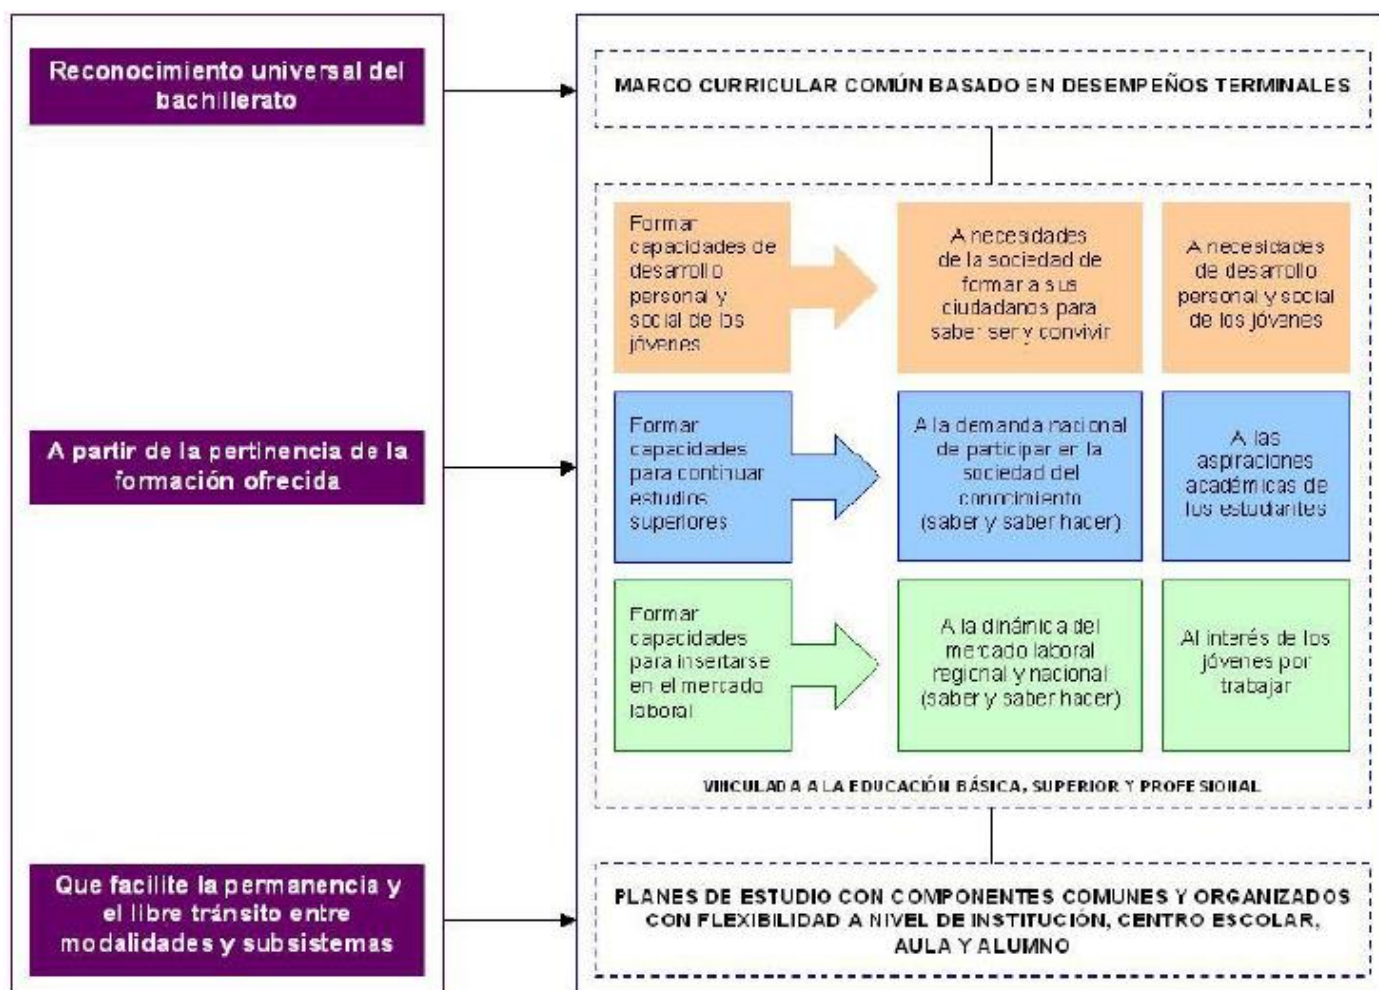 Reconocimiento universal del
bachillerato
MARCO CURRICULAR COMÚN BASADO EN DESEMPEÑOS TERMINALES
Formar
capacidades de
desarrollo
personal y
social de los
jóvenes
A necesidades
de la sociedad de
formar a sus
ciudadanos para
saber ser y convivir
A necesidades
de desarrollo
personal y social
de los jóvenes
A partir de la pertinencia de la
formación ofrecida
Formar
capacidades
para continuar
estudios
superiores
A la demanda nacional
de participar en la
sociedad del
conocimiento
(saber y saber hacer)
A las
aspiraciones
académicas de
los estudiantes
Formar
capacidades
para insertarse
en el mercado
laboral
A la dinámica del
mercado laboral
regional y nacional
(saber y saber hacer)
Al interés de los
jóvenes por
trabajar
VINCULADA A LA EDUCACIÓN BÁSICA, SUPERIOR Y PROFESIONAL
Que facilite la permanencia y
el libre tránsito entre
modalidades y subsistemas
PLANES DE ESTUDIO CON COMPONENTES COMUNES Y ORGANIZADOS
CON FLEXIBILIDAD A NIVEL DE INSTITUCIÓN, CENTRO ESCOLAR,
AULA Y ALUMNO